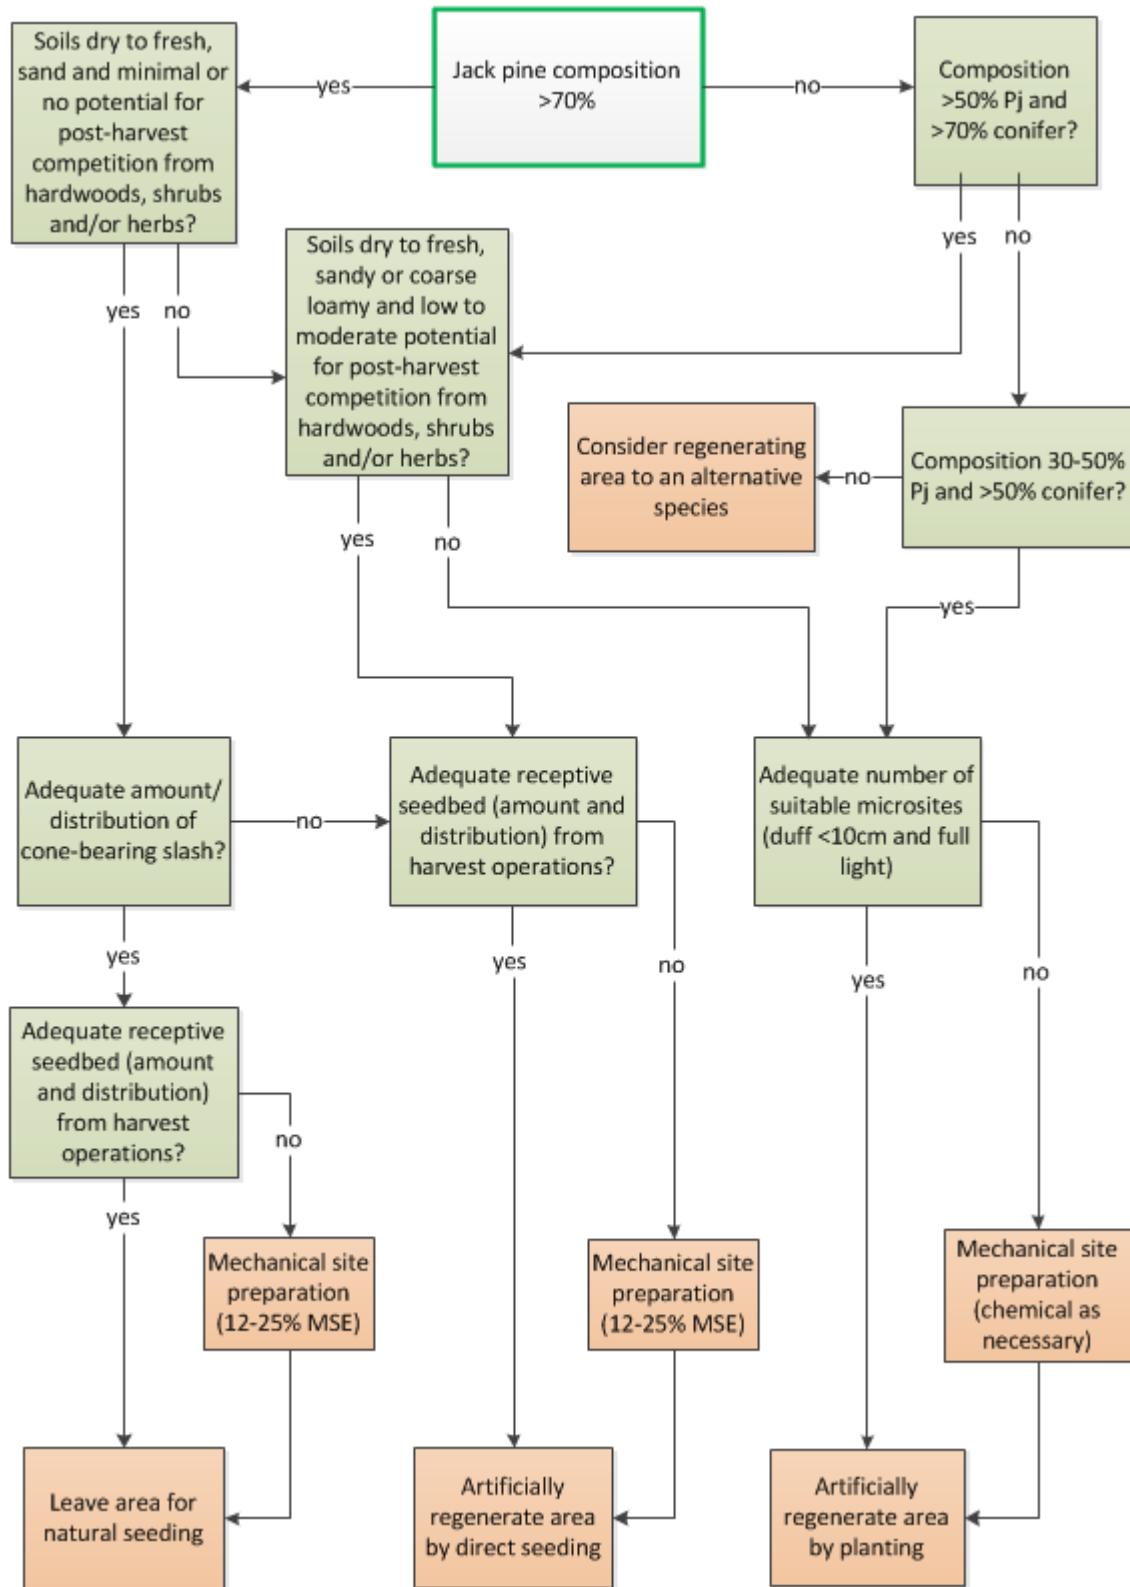 Soils dry to fresh,
sand and minimal or
no potential for
post-harvest
competition from
hardwoods, shrubs
and/or herbs?
yes
Jack pine composition
>70%
no
Composition
>50% Pj and
>70% conifer?
yes
no
Soils dry to fresh,
sandy or coarse
loamy and low to
moderate potential
for post-harvest
competition from
hardwoods, shrubs
and/or herbs?
yes
no
Consider regenerating
area to an alternative
species
no
Composition 30-50%
Pj and >50% conifer?
yes
no
yes
Adequate amount/
distribution of
cone-bearing slash?
no
Adequate receptive
seedbed (amount and
distribution) from
harvest operations?
Adequate number of
suitable microsites
(duff <10cm and full
light)
yes
yes
no
yes
no
Adequate receptive
seedbed (amount
and distribution)
from harvest
operations?
no
yes
Mechanical site
preparation
(12-25% MSE)
Mechanical site
preparation
(12-25% MSE)
Mechanical site
preparation
(chemical as
necessary)
Leave area for
natural seeding
Artificially
regenerate area
by direct seeding
Artificially
regenerate area
by planting